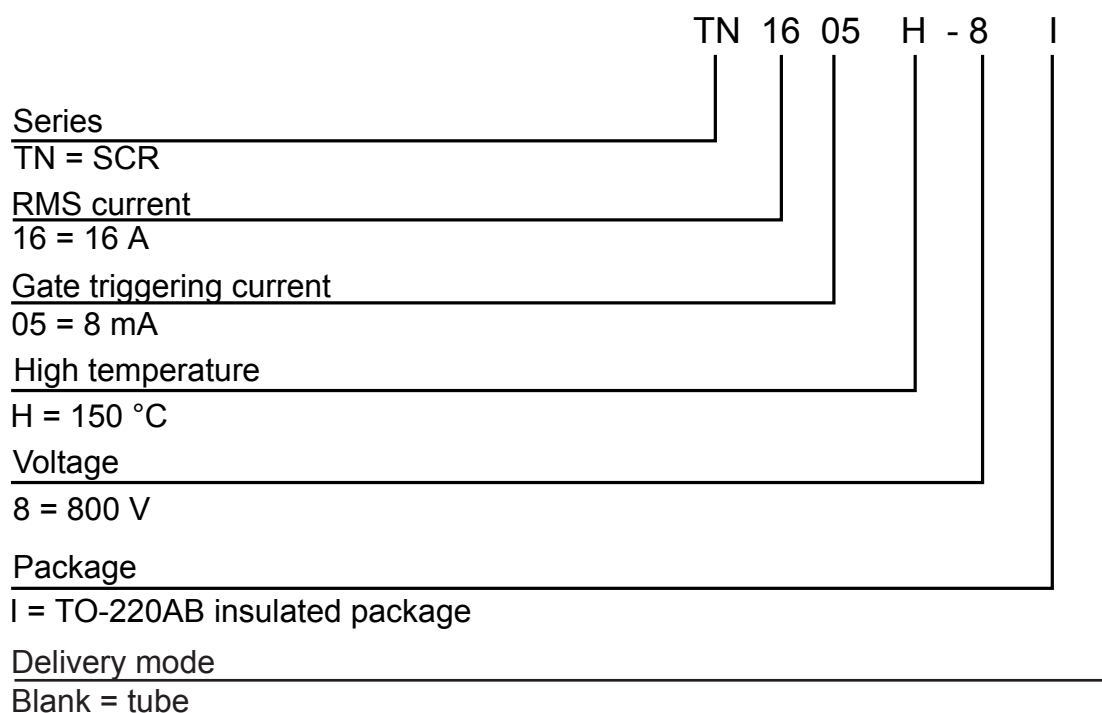 TN 16 05 H - 8 I
Series
TN = SCR
RMS current
16 = 16 A
Gate triggering current
05 = 8 mA
High temperature
H = 150 °C
Voltage
8 = 800 V
Package
I = TO-220AB insulated package
Delivery mode
Blank = tube